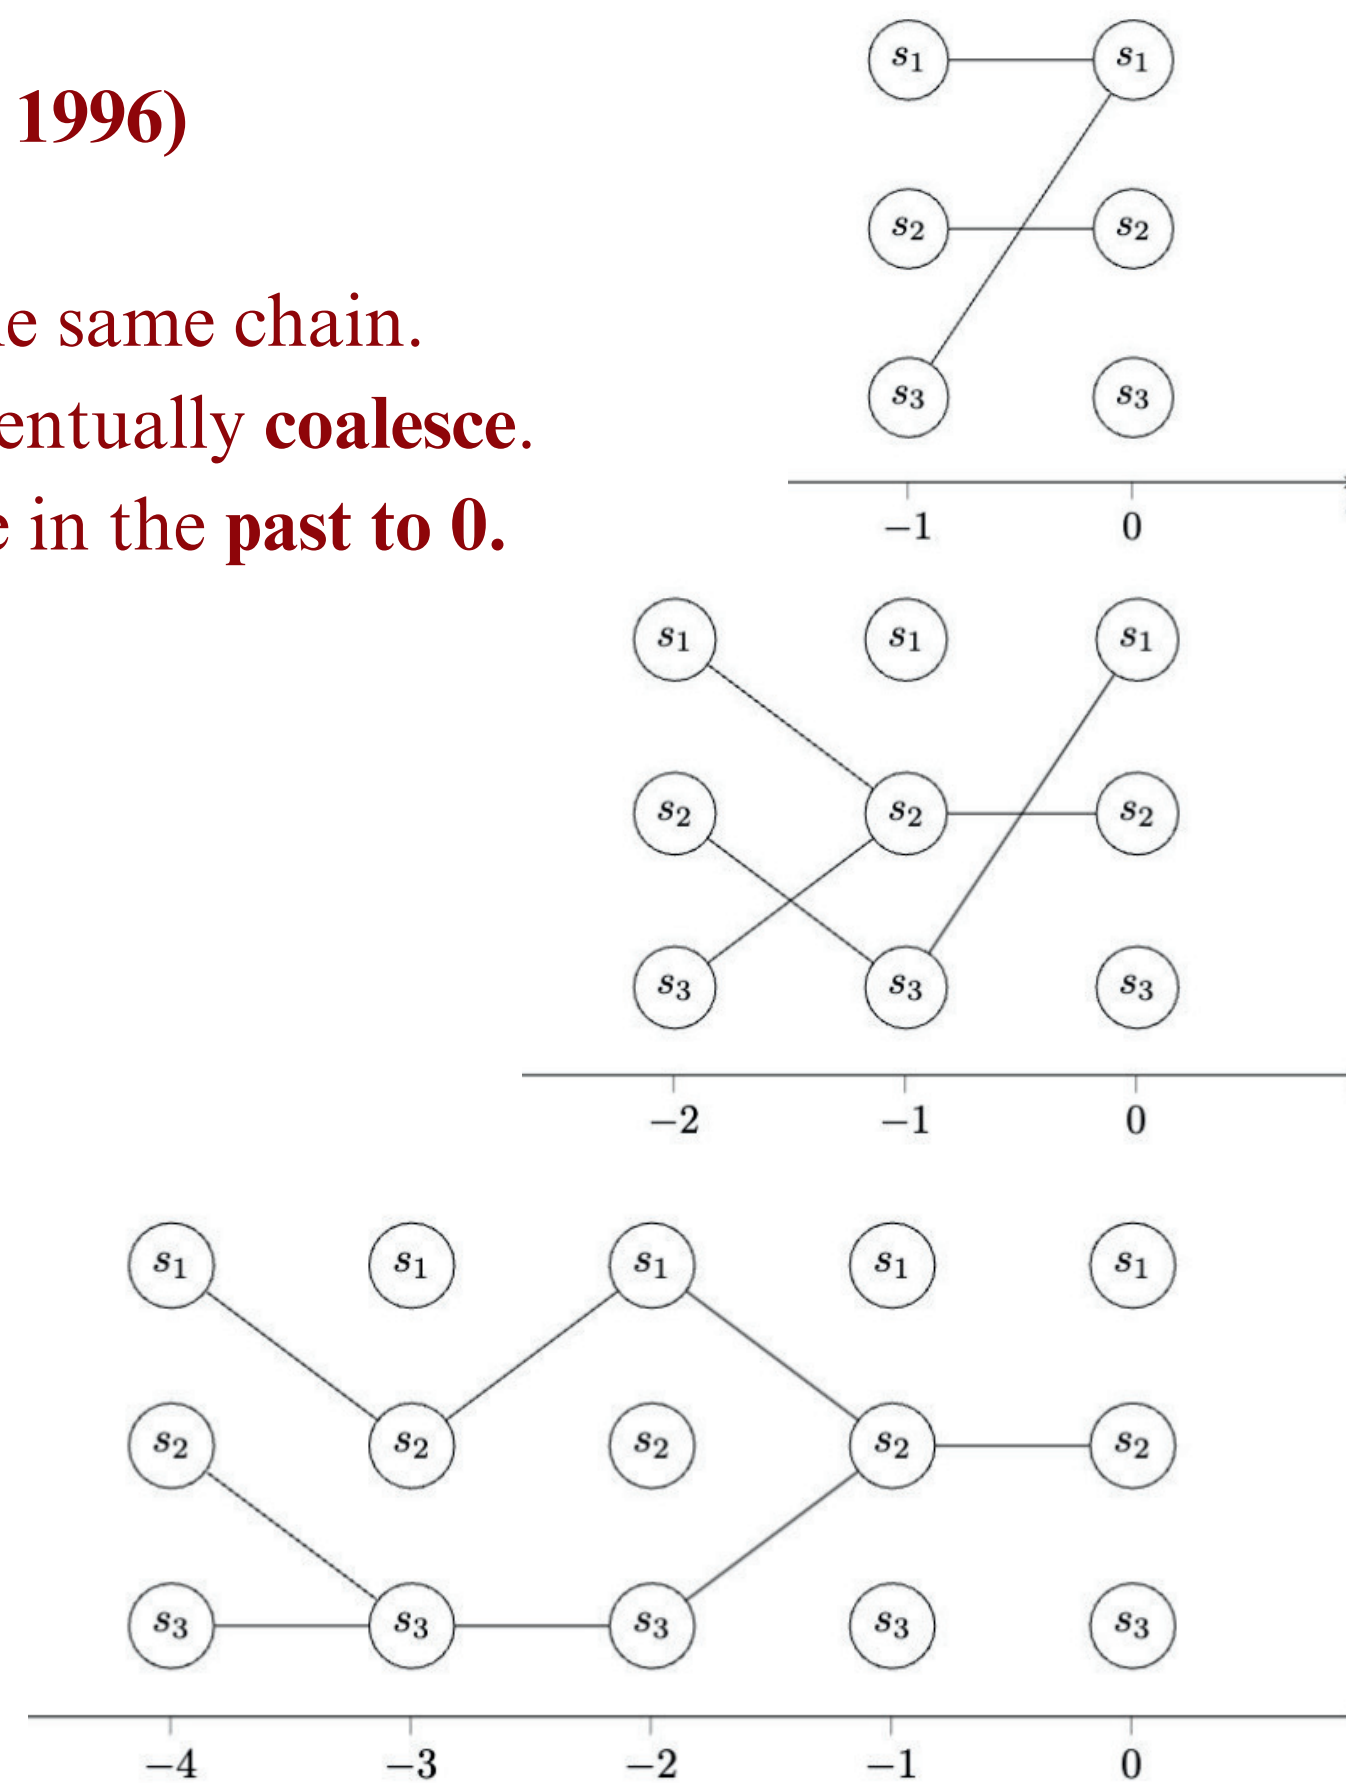 1996)
e same chain.
entually coalesce.
e in the past to 0.
s₁ s₁
s₂ s₂
s₃ s₃
−1 0
s₁ s₁ s₁
s₂ s₂ s₂
s₃ s₃ s₃
−2 −1 0
s₁ s₁ s₁ s₁ s₁
s₂ s₂ s₂ s₂ s₂
s₃ s₃ s₃ s₃ s₃
−4 −3 −2 −1 0